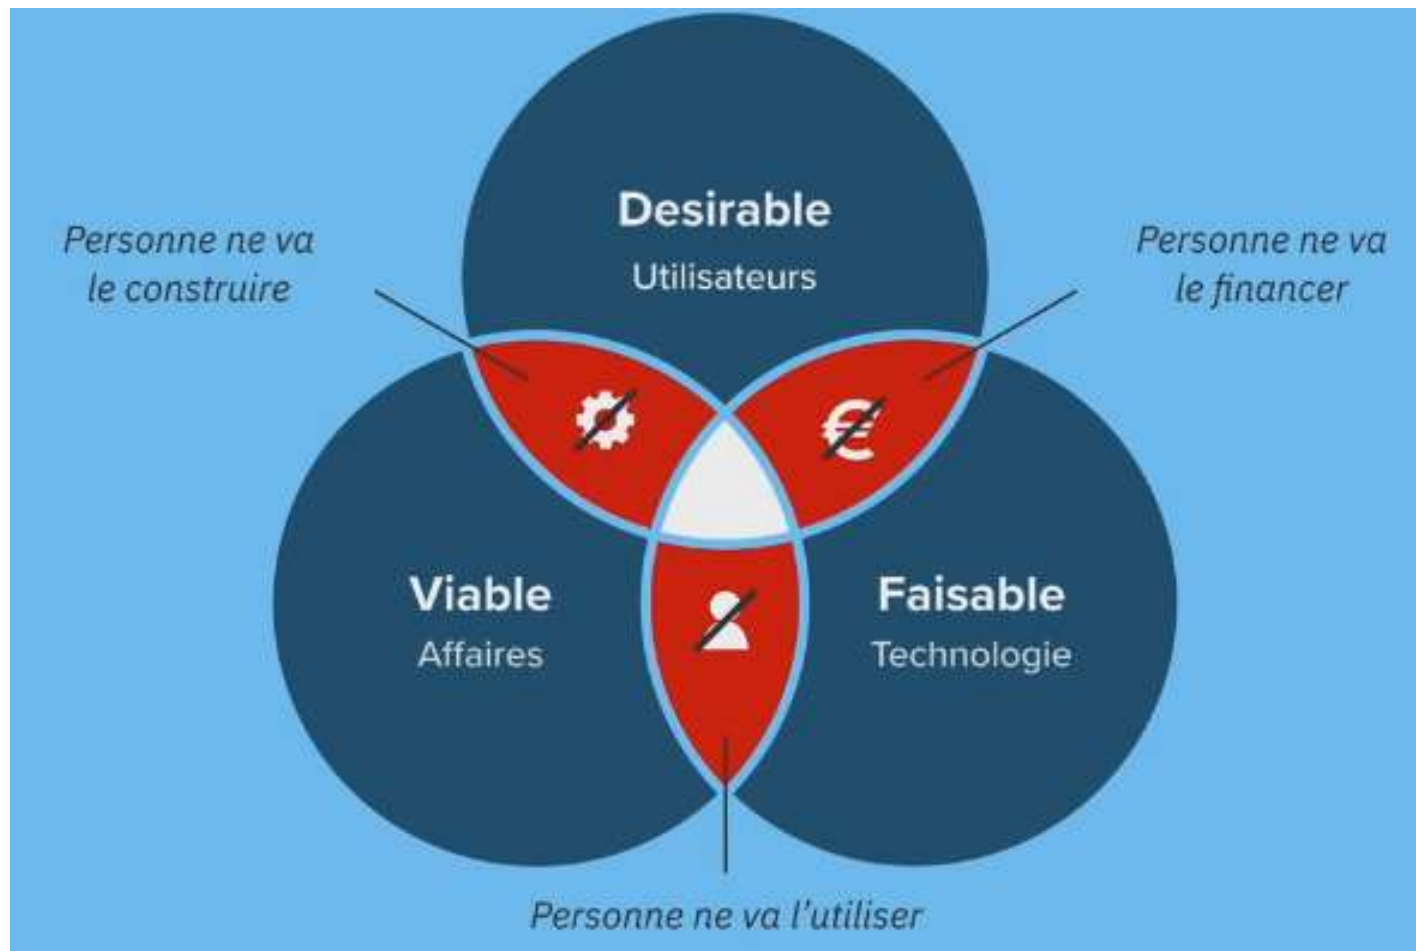 Desirable
Utilisateurs
Personne ne va
le construire
Personne ne va
le financer
Viable
Affaires
Faisable
Technologie
Personne ne va l'utiliser